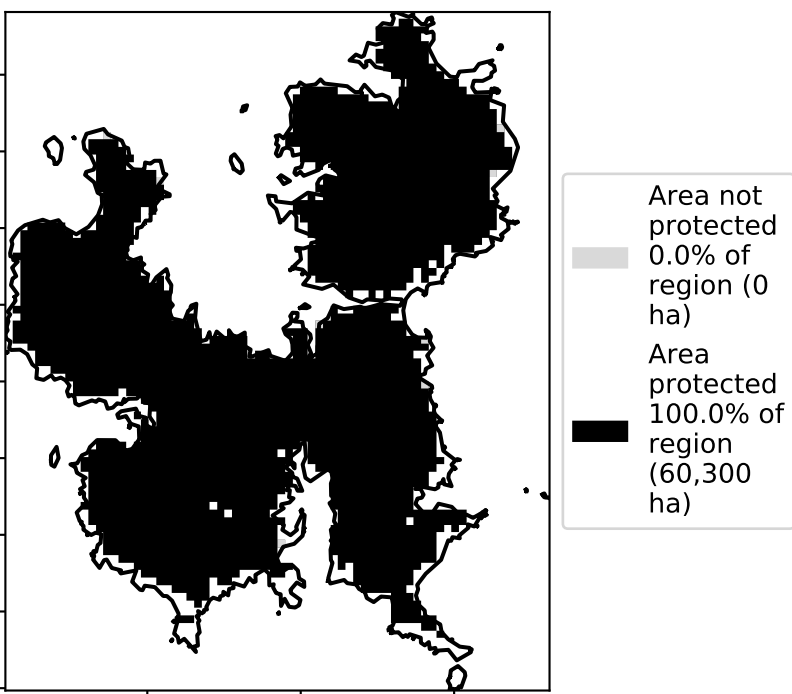 Area not
protected
0.0% of
region (0
ha)
Area
protected
100.0% of
region
(60,300
ha)